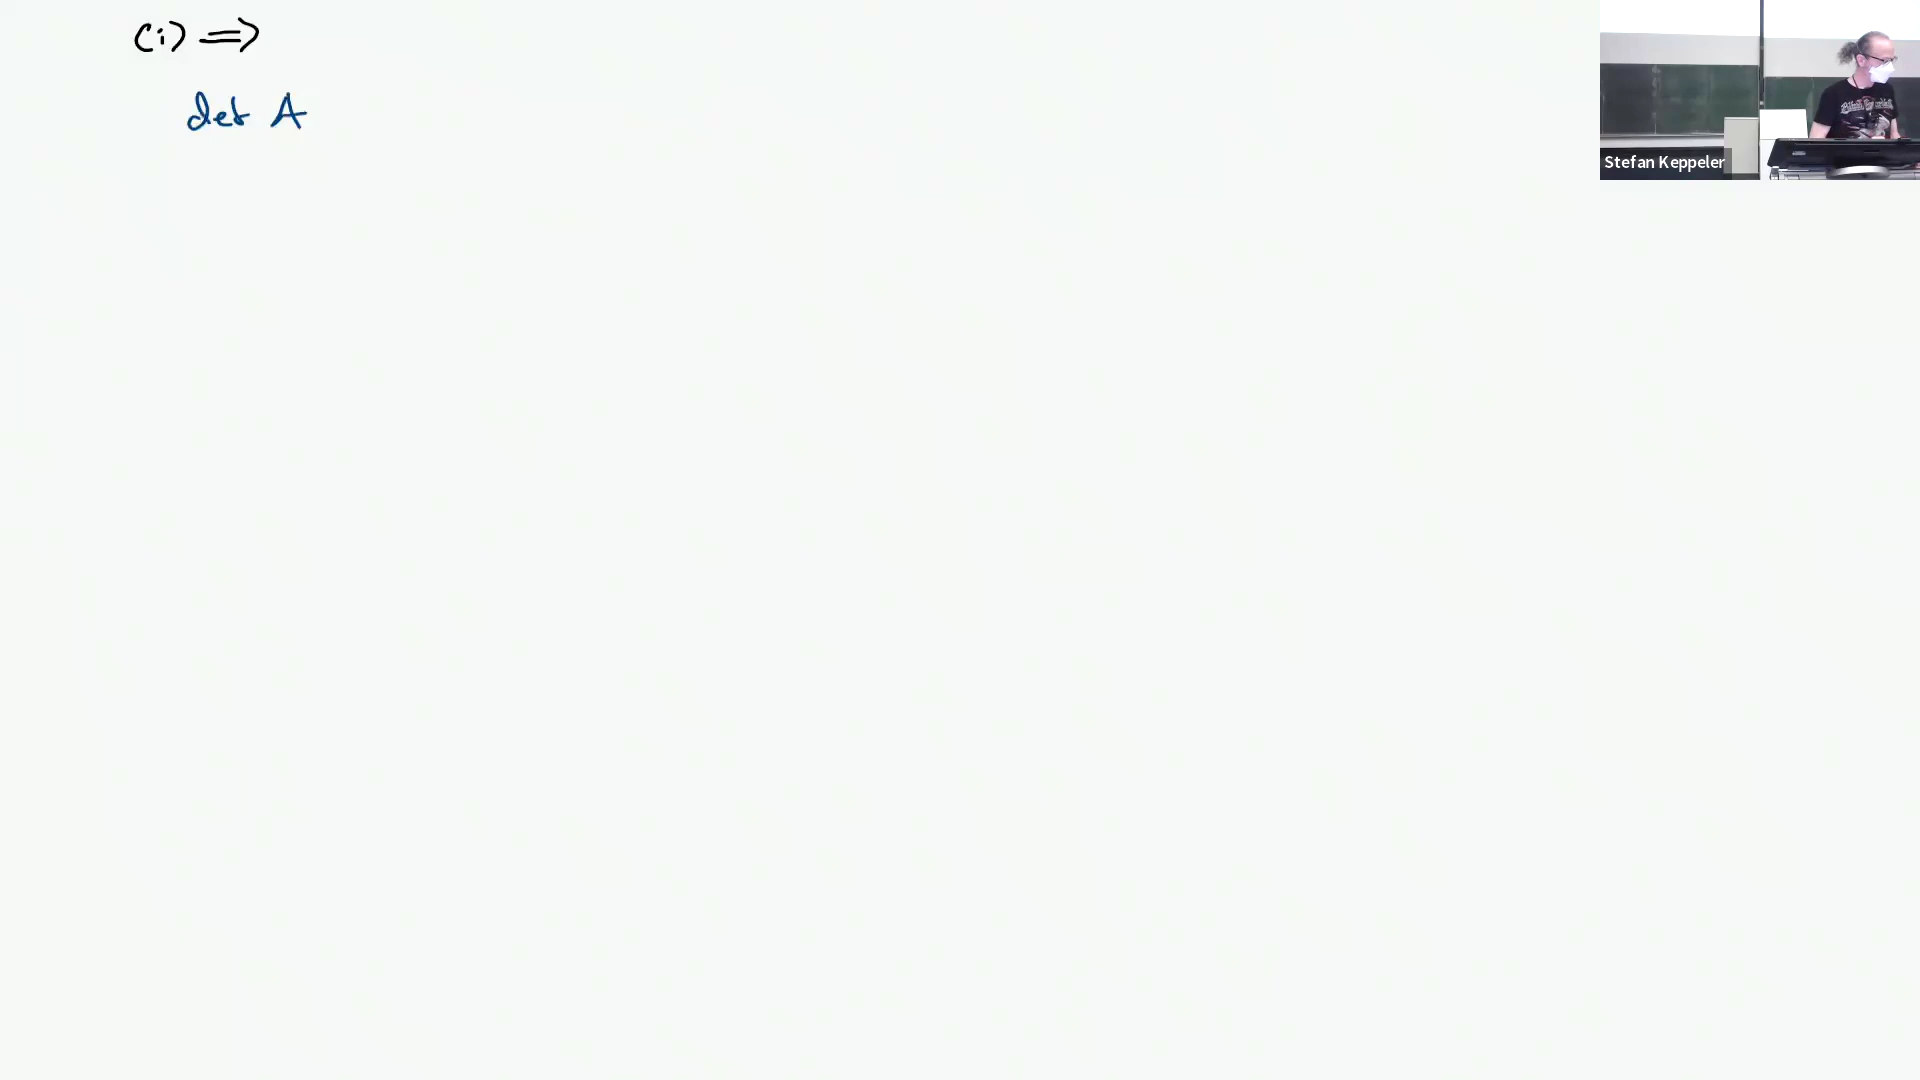 (i) ⟹
det A
Stefan Keppeler